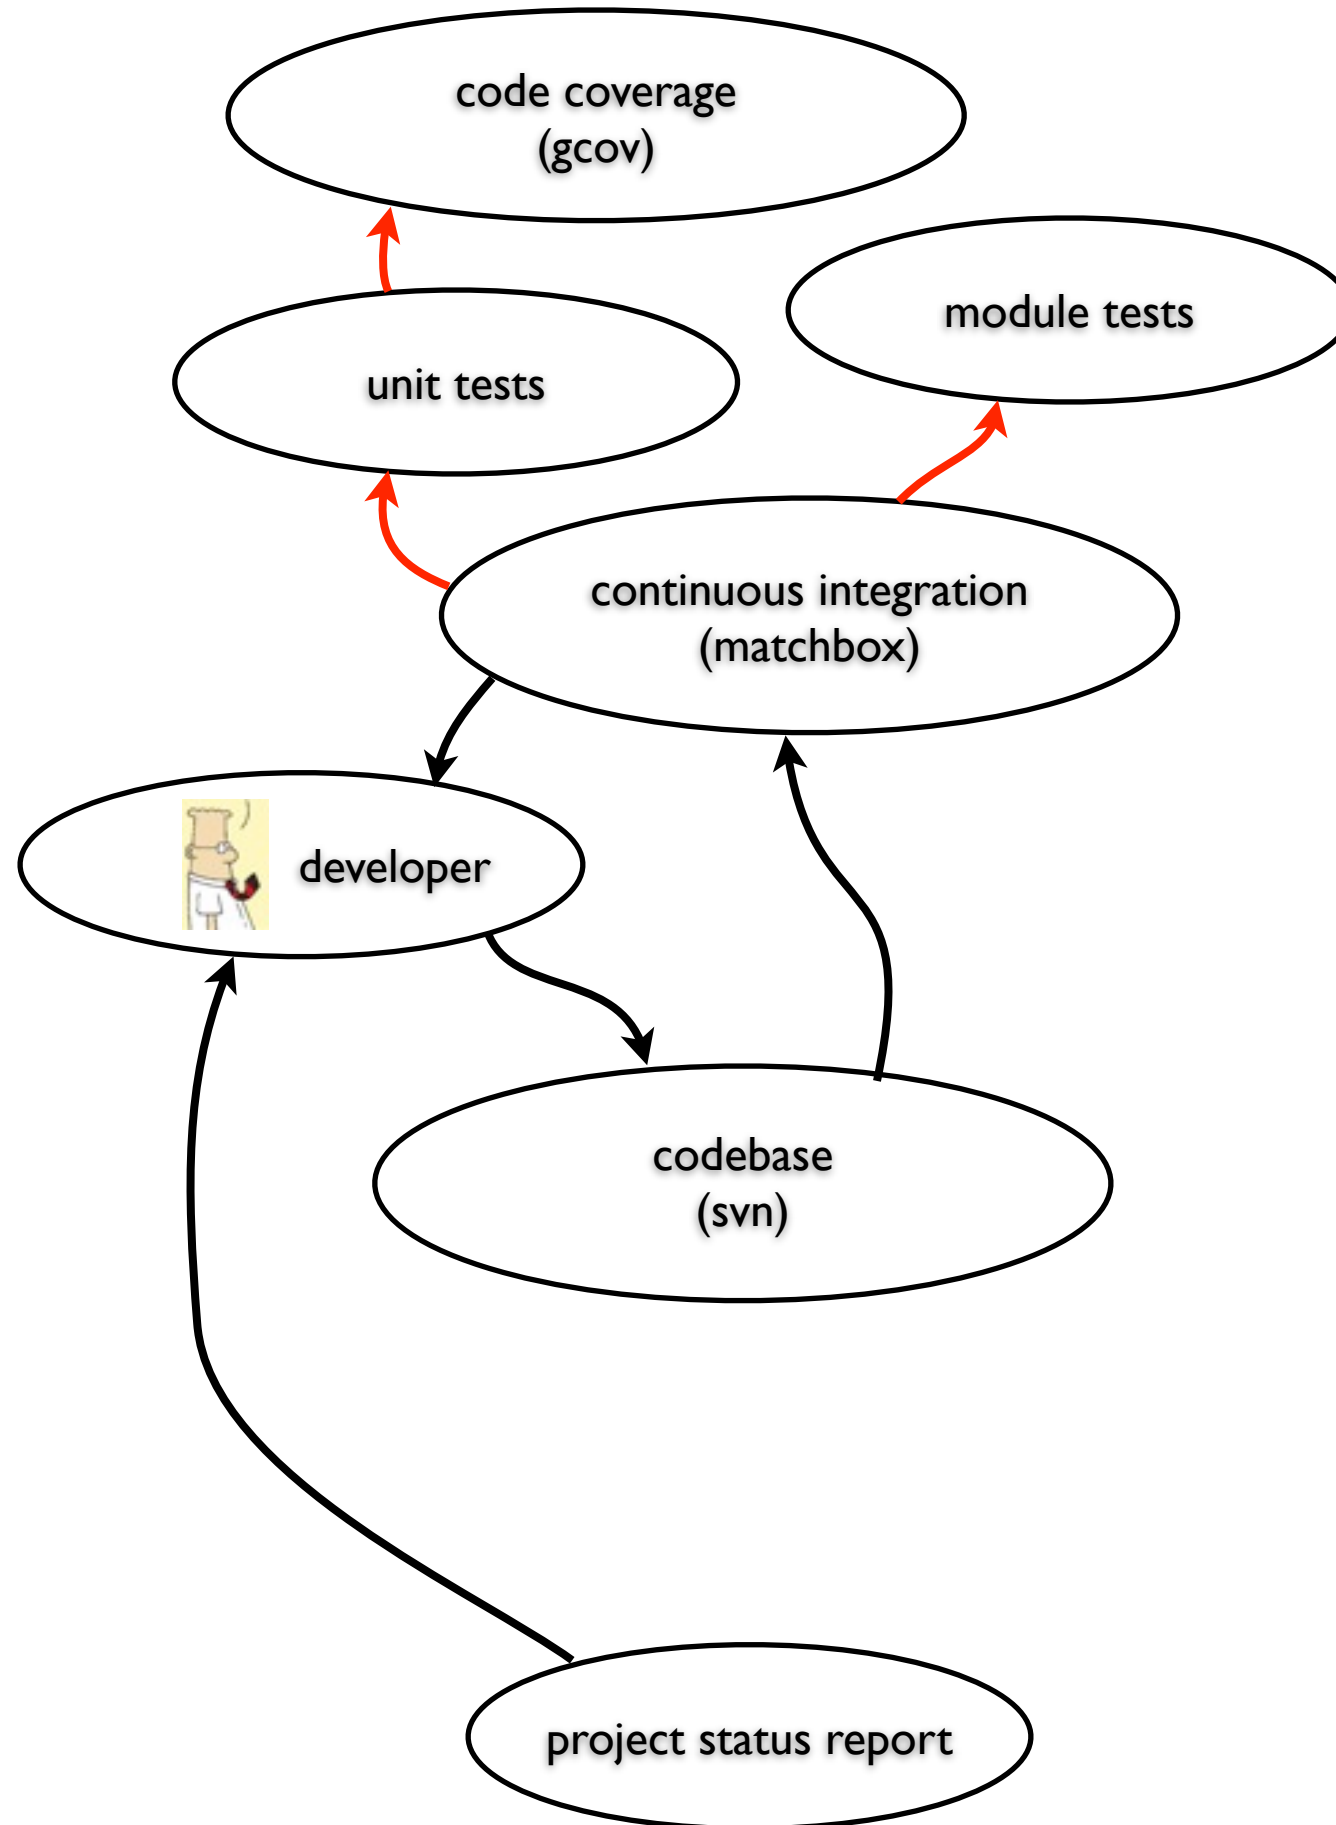 code coverage
(gcov)
module tests
unit tests
continuous integration
(matchbox)
developer
codebase
(svn)
project status report